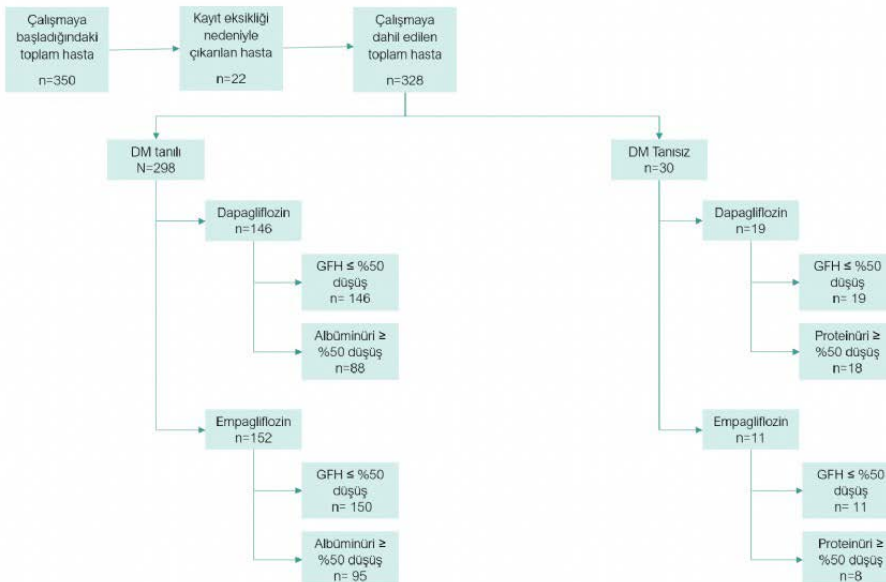 Çalışmaya
başladığındaki
toplam hasta
n=350
Kayıt eksikliği
nedeniyle
çıkarılan hasta
n=22
Çalışmaya
dahil edilen
toplam hasta
n=328
DM tanılı
N=298
Dapagliflozin
n=146
GFH ≤ %50
düşüş
n= 146
Albüminüri ≥
%50 düşüş
n=88
Empagliflozin
n=152
GFH ≤ %50
düşüş
n= 150
Albüminüri ≥
%50 düşüş
n= 95
DM Tanısız
n=30
Dapagliflozin
n=19
GFH ≤ %50
düşüş
n= 19
Proteinüri ≥
%50 düşüş
n=18
Empagliflozin
n=11
GFH ≤ %50
düşüş
n= 11
Proteinüri ≥
%50 düşüş
n=8